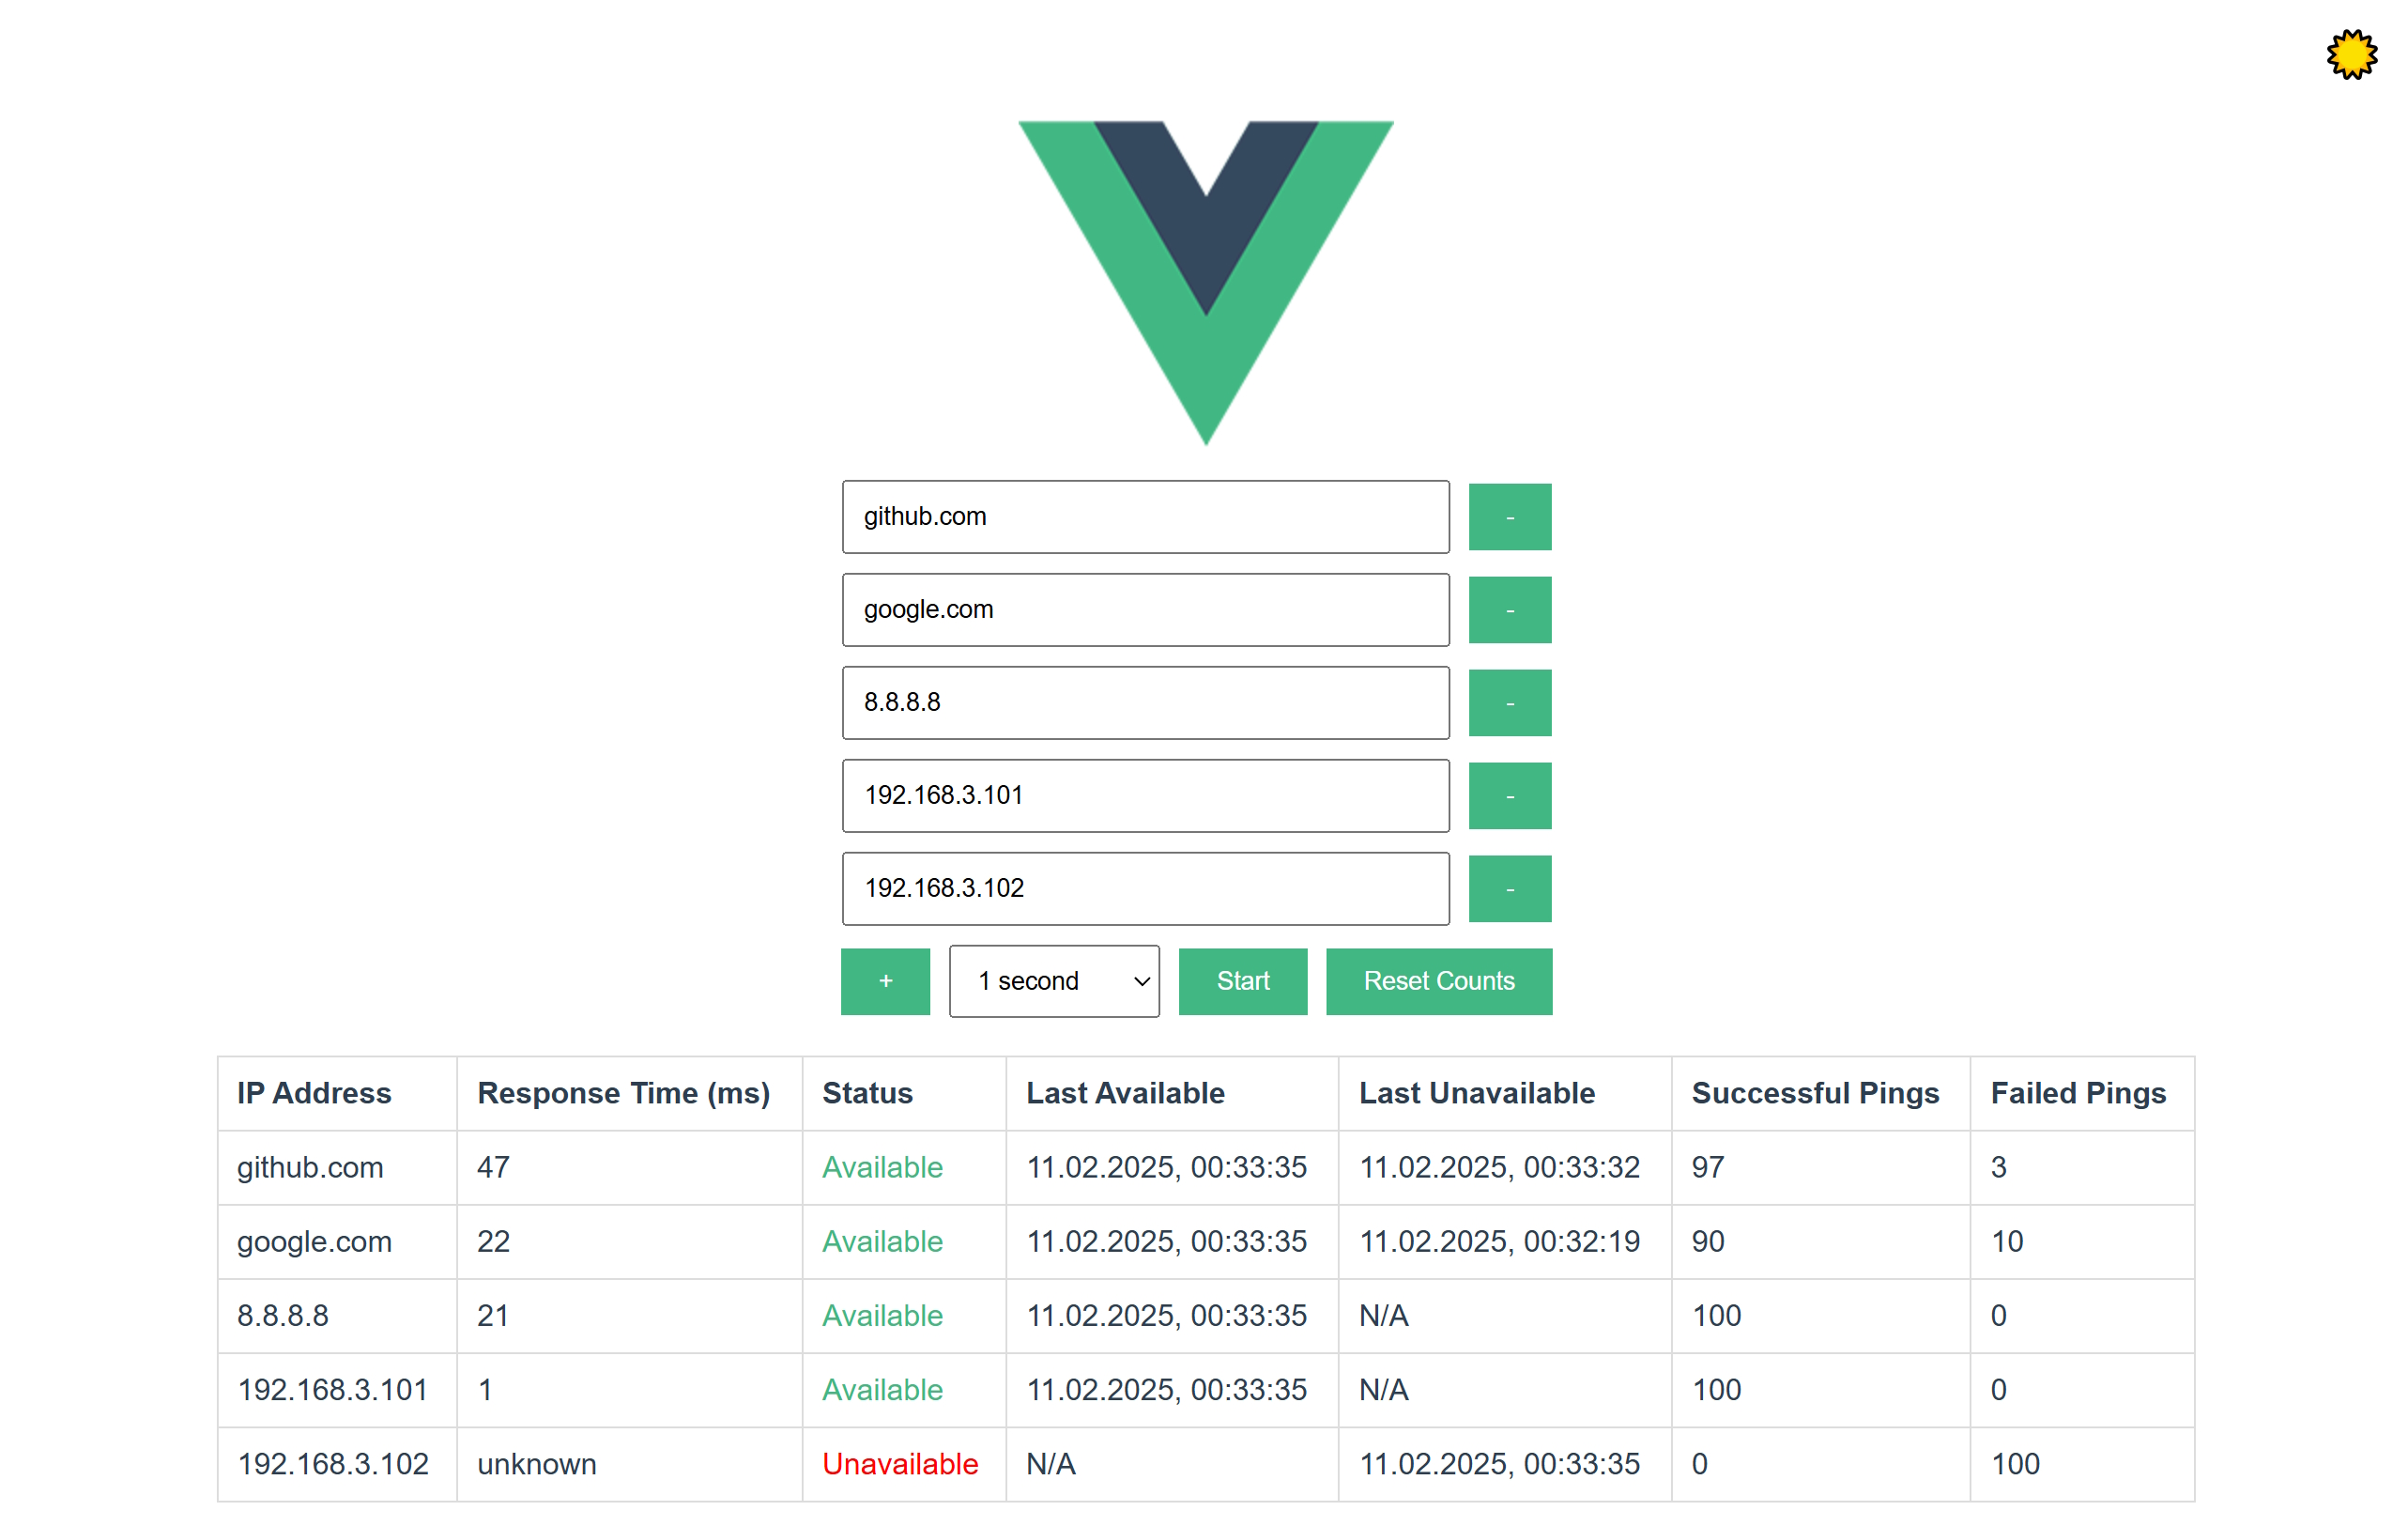 github.com -
google.com -
8.8.8.8 -
192.168.3.101 -
192.168.3.102 -
+ 1 second Start Reset Counts
IP Address Response Time (ms) Status Last Available Last Unavailable Successful Pings Failed Pings
github.com 47 Available 11.02.2025, 00:33:35 11.02.2025, 00:33:32 97 3
google.com 22 Available 11.02.2025, 00:33:35 11.02.2025, 00:32:19 90 10
8.8.8.8 21 Available 11.02.2025, 00:33:35 N/A 100 0
192.168.3.101 1 Available 11.02.2025, 00:33:35 N/A 100 0
192.168.3.102 unknown Unavailable N/A 11.02.2025, 00:33:35 0 100